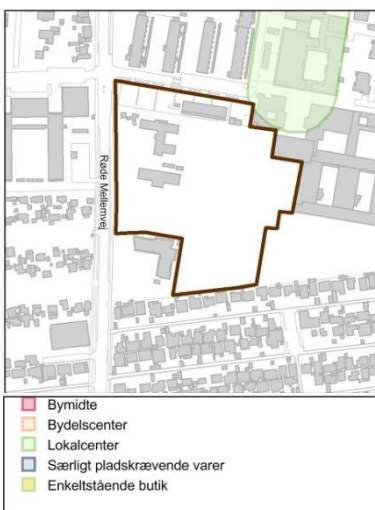 Røde Mellemvej
Bymidte
Bydelscenter
Lokalcenter
Særligt pladskrævende varer
Enkeltstående butik